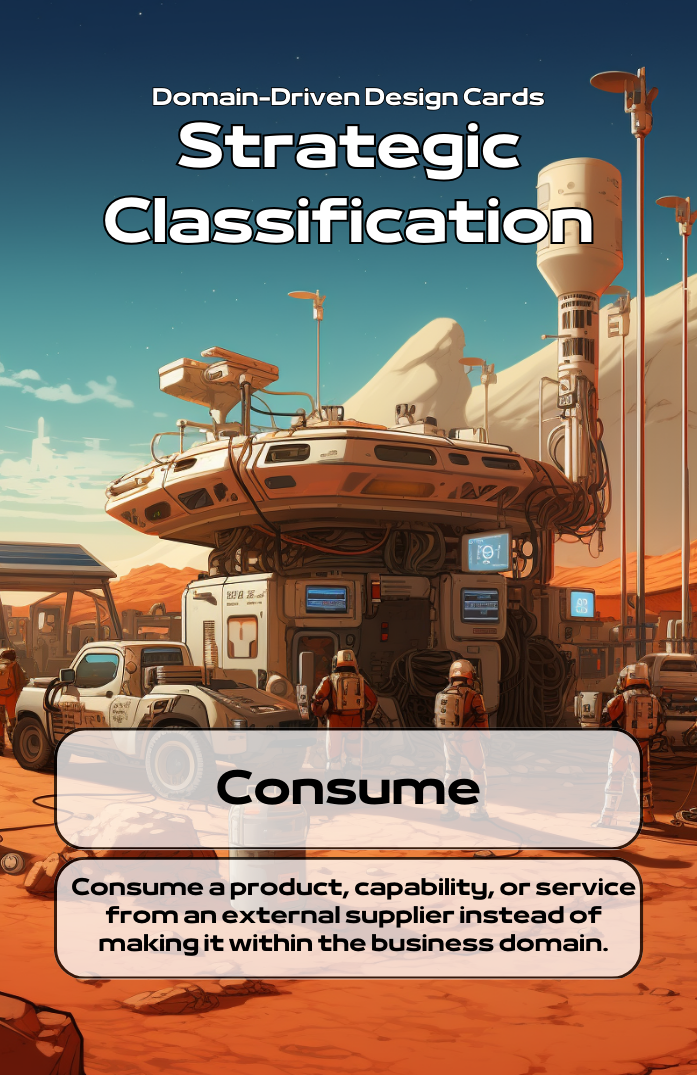 Domain-Driven Design Cards
Strategic
Classification
Consume
Consume a product, capability, or service
from an external supplier instead of
making it within the business domain.